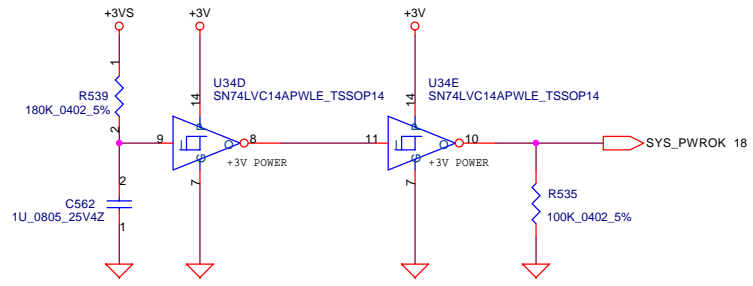 +3VS
+3V
+3V
1
R539
180K_0402_5%
2
14
U34D
SN74LVC14APWLE_TSSOP14
9
I
O
P
G
8
+3V POWER
7
14
U34E
SN74LVC14APWLE_TSSOP14
11
I
O
P
G
10
+3V POWER
7
SYS_PWROK 18
2
C562
1U_0805_25V4Z
1
R535
100K_0402_5%